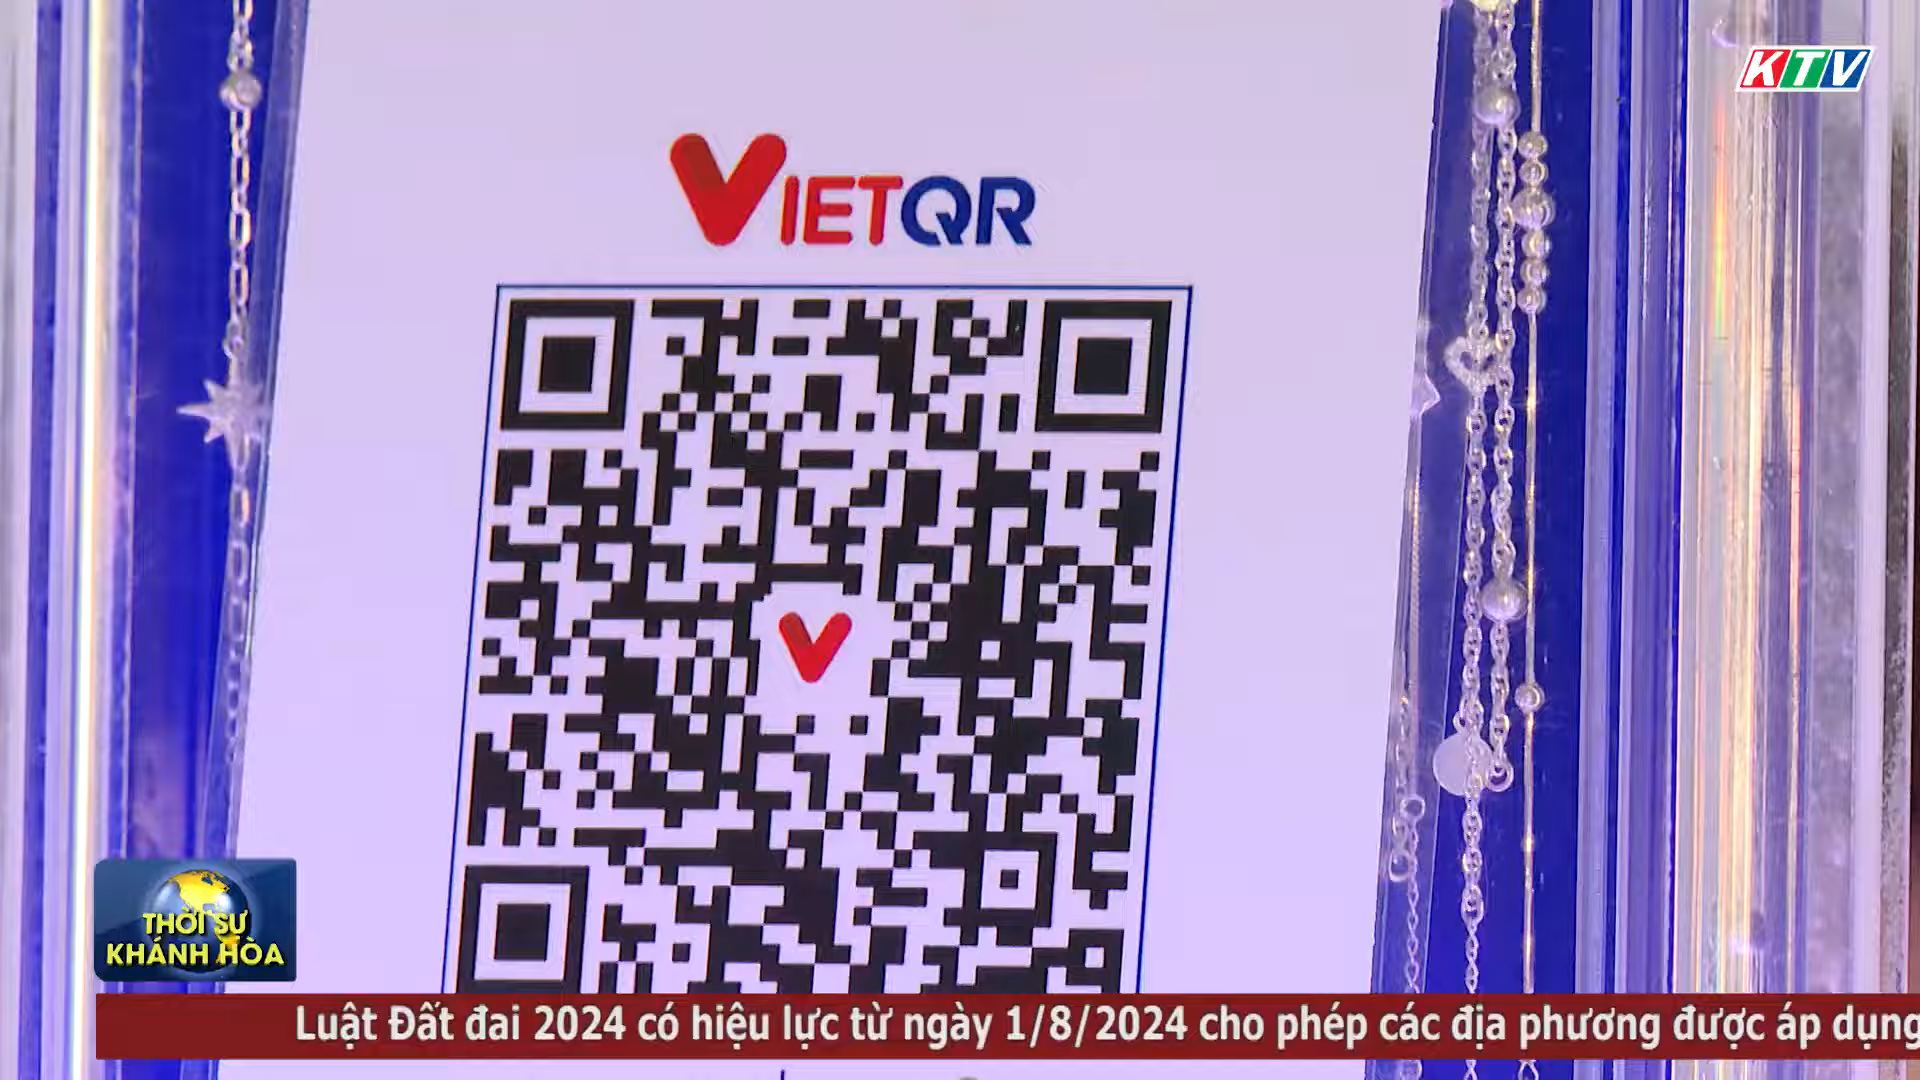 KTV
VIETQR
THỜI SỰ
KHÁNH HÒA
Luật Đất đai 2024 có hiệu lực từ ngày 1/8/2024 cho phép các địa phương được áp dụng